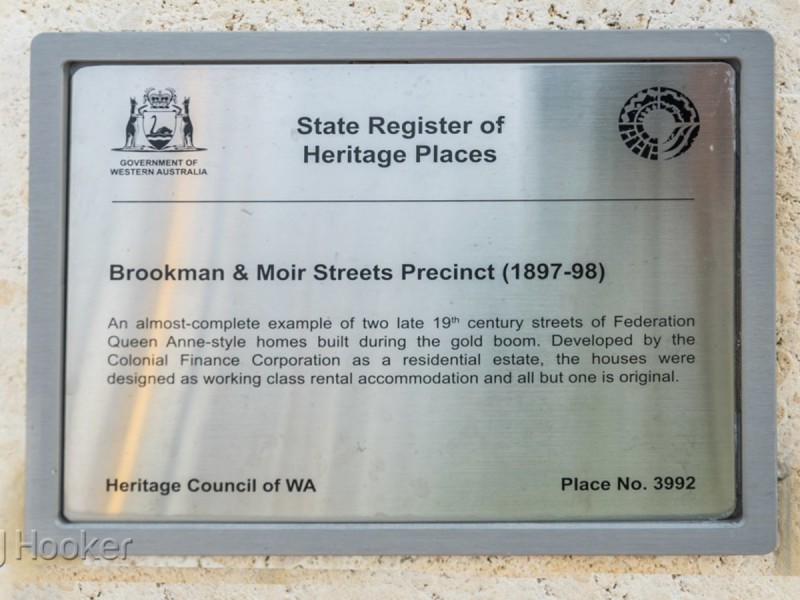 GOVERNMENT OF
WESTERN AUSTRALIA
State Register of
Heritage Places
Brookman & Moir Streets Precinct (1897-98)
An almost-complete example of two late 19th century streets of Federation
Queen Anne-style homes built during the gold boom. Developed by the
Colonial Finance Corporation as a residential estate, the houses were
designed as working class rental accommodation and all but one is original.
Heritage Council of WA
Place No. 3992
J Hooker